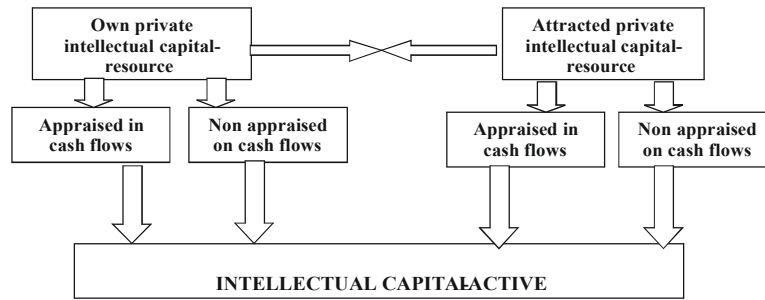 Own private
intellectual capital-
resource
Attracted private
intellectual capital-
resource
Appraised in
cash flows
Non appraised
on cash flows
Appraised in
cash flows
Non appraised
on cash flows
INTELLECTUAL CAPITAL-ACTIVE